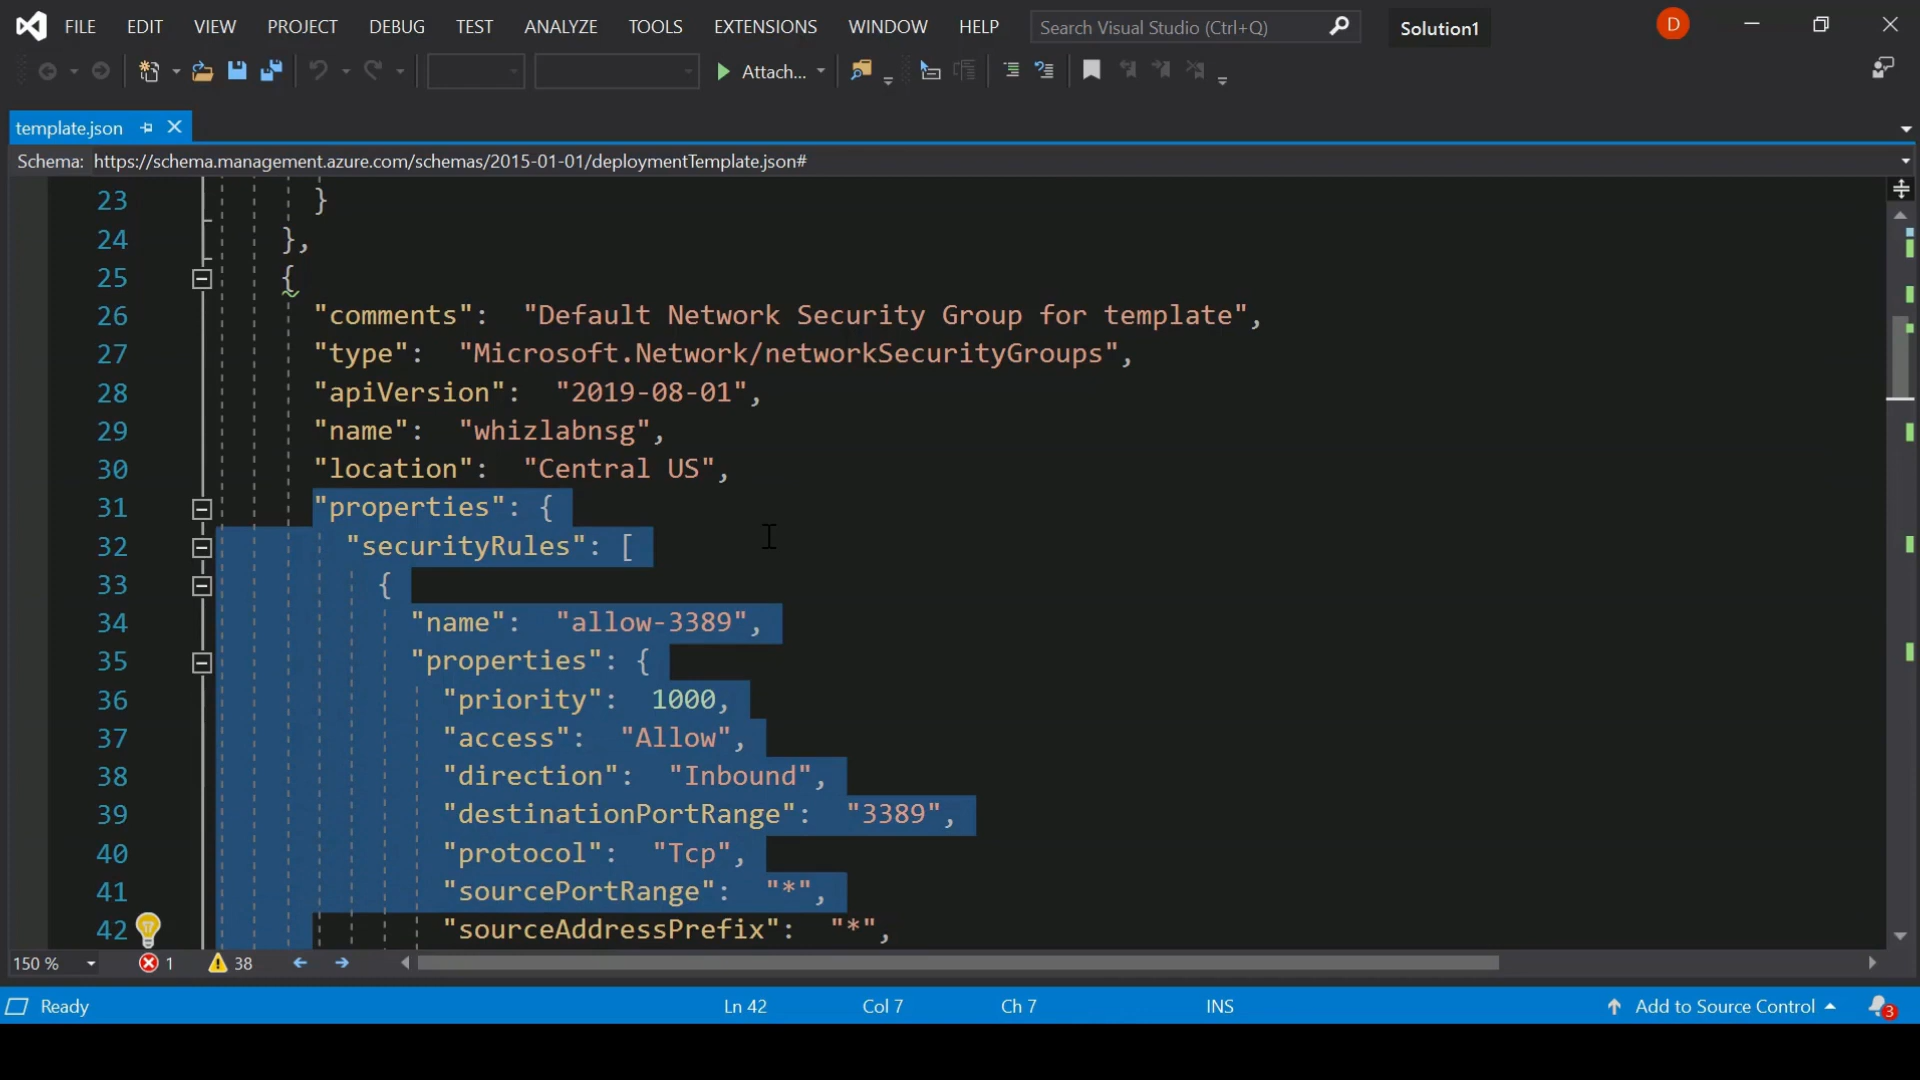 FILE EDIT VIEW PROJECT DEBUG TEST ANALYZE TOOLS EXTENSIONS WINDOW HELP Search Visual Studio (Ctrl+Q) Solution1 D
Attach...
template.json
Schema: https://schema.management.azure.com/schemas/2015-01-01/deploymentTemplate.json#
23 }
24 },
25 {
26 "comments": "Default Network Security Group for template",
27 "type": "Microsoft.Network/networkSecurityGroups",
28 "apiVersion": "2019-08-01",
29 "name": "whizlabnsg",
30 "location": "Central US",
31 "properties": {
32 "securityRules": [
33 {
34 "name": "allow-3389",
35 "properties": {
36 "priority": 1000,
37 "access": "Allow",
38 "direction": "Inbound",
39 "destinationPortRange": "3389",
40 "protocol": "Tcp",
41 "sourcePortRange": "*",
42 "sourceAddressPrefix": "*",
150 % 1 38
Ready Ln 42 Col 7 Ch 7 INS Add to Source Control 3